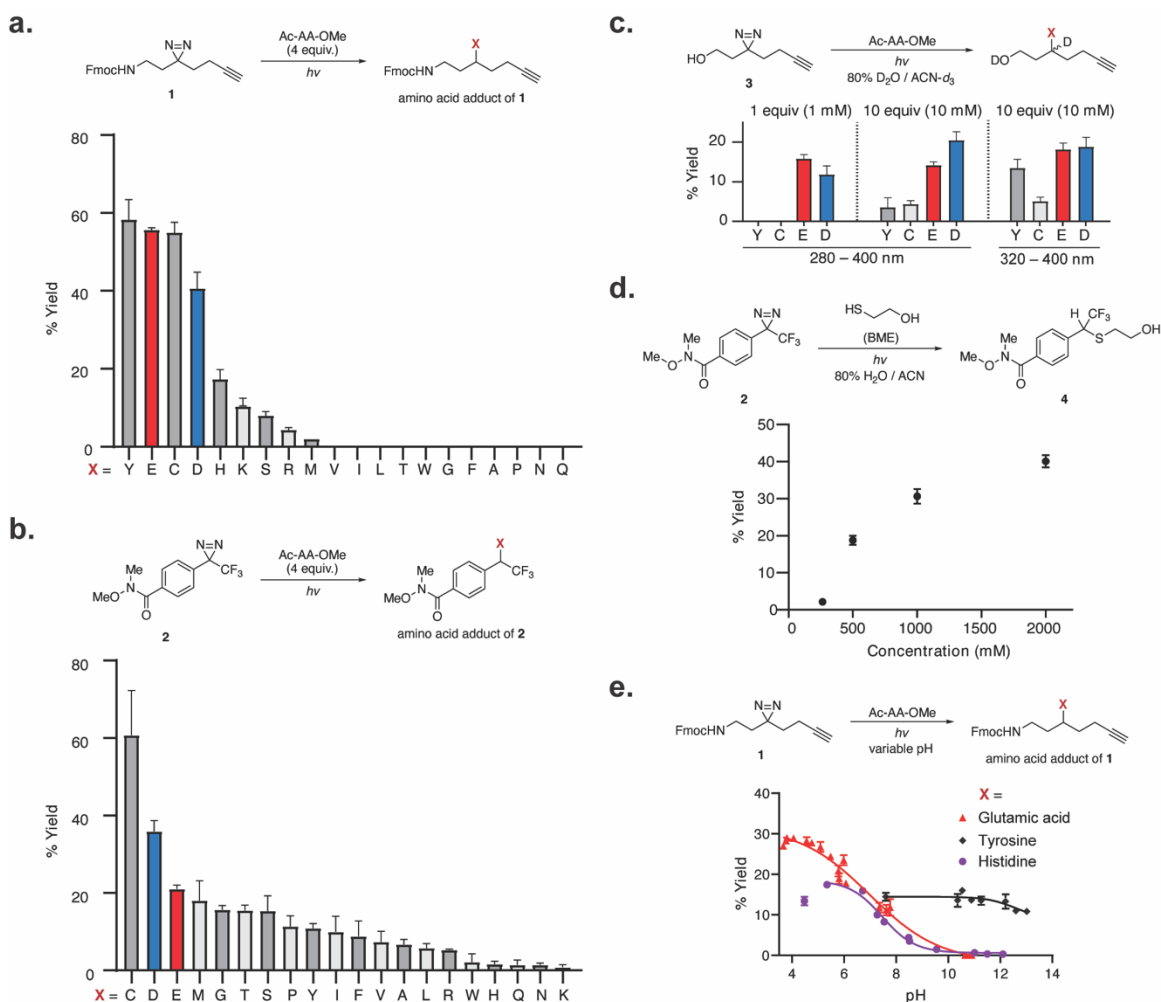 a.
N=N
FmocHN
1
Ac-AA-OMe
(4 equiv.)
hv
X
FmocHN
amino acid adduct of 1
% Yield
80
60
40
20
0
X = Y E C D H K S R M V I L T W G F A P N Q
b.
N=N
CF3
Me
N
MeO
O
2
Ac-AA-OMe
(4 equiv.)
hv
X
CF3
Me
N
MeO
O
amino acid adduct of 2
% Yield
80
60
40
20
0
X = C D E M G T S P Y I F V A L R W H Q N K
c.
N=N
HO
3
Ac-AA-OMe
hv
80% D2O / ACN-d3
X
D
DO
1 equiv (1 mM) 10 equiv (10 mM) 10 equiv (10 mM)
% Yield
20
10
0
Y C E D Y C E D Y C E D
280 – 400 nm 320 – 400 nm
d.
N=N
CF3
Me
N
MeO
O
2
HS
OH
(BME)
hv
80% H2O / ACN
H CF3
S
OH
Me
N
MeO
O
4
% Yield
50
40
30
20
10
0
0 500 1000 1500 2000
Concentration (mM)
e.
N=N
FmocHN
1
Ac-AA-OMe
hv
variable pH
X
FmocHN
amino acid adduct of 1
X =
Glutamic acid
Tyrosine
Histidine
% Yield
40
30
20
10
0
4 6 8 10 12 14
pH